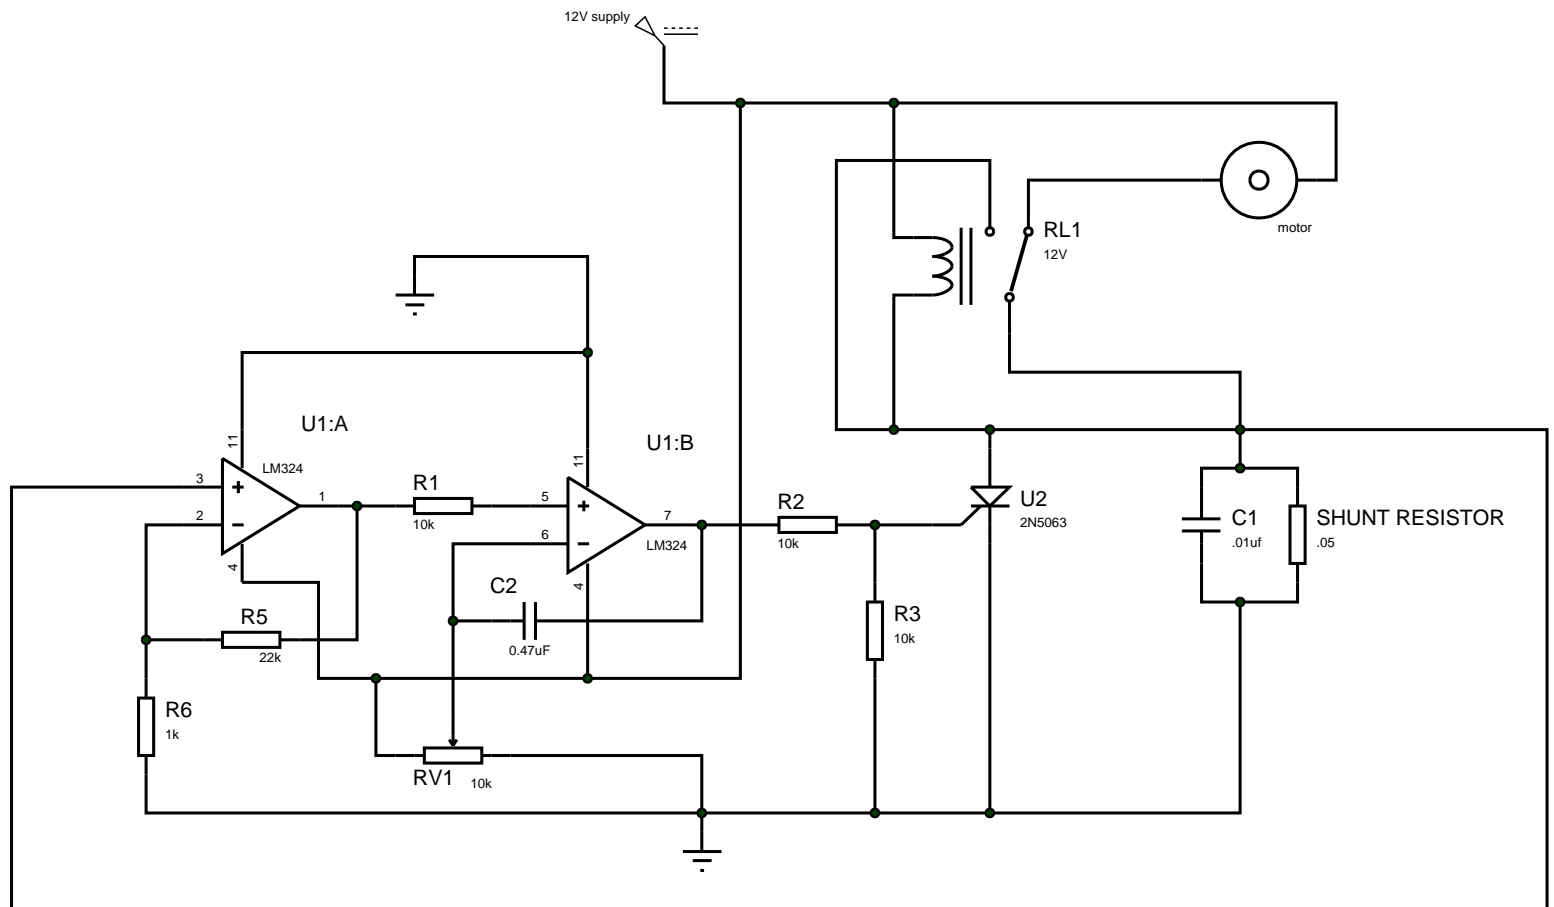 12V supply
motor
RL1
12V
U1:A
U1:B
11
11
LM324
3
2
1
4
R1
10k
5
6
7
4
LM324
R2
10k
U2
2N5063
C1
.01uf
SHUNT RESISTOR
.05
C2
0.47uF
R5
22k
R3
10k
R6
1k
RV1
10k